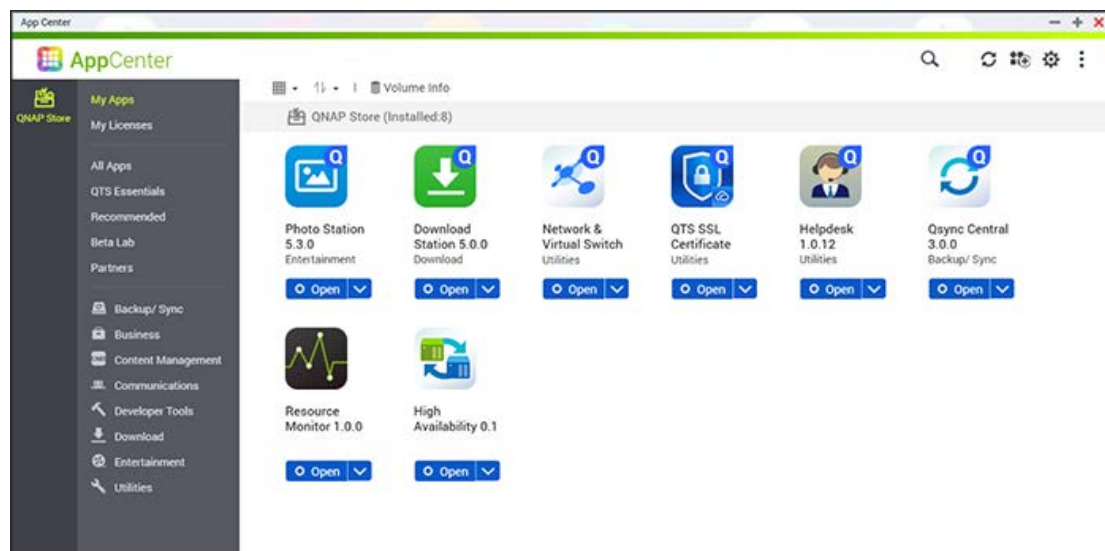 App Center
AppCenter
QNAP Store
My Apps
My Licenses
All Apps
QTS Essentials
Recommended
Beta Lab
Partners
Backup/ Sync
Business
Content Management
Communications
Developer Tools
Download
Entertainment
Utilities
Volume Info
QNAP Store (Installed:8)
Photo Station
5.3.0
Entertainment
Open
Download
Station 5.0.0
Download
Open
Network &
Virtual Switch
Utilities
Open
QTS SSL
Certificate
Utilities
Open
Helpdesk
1.0.12
Utilities
Open
Qsync Central
3.0.0
Backup/ Sync
Open
Resource
Monitor 1.0.0
Open
High
Availability 0.1
Open